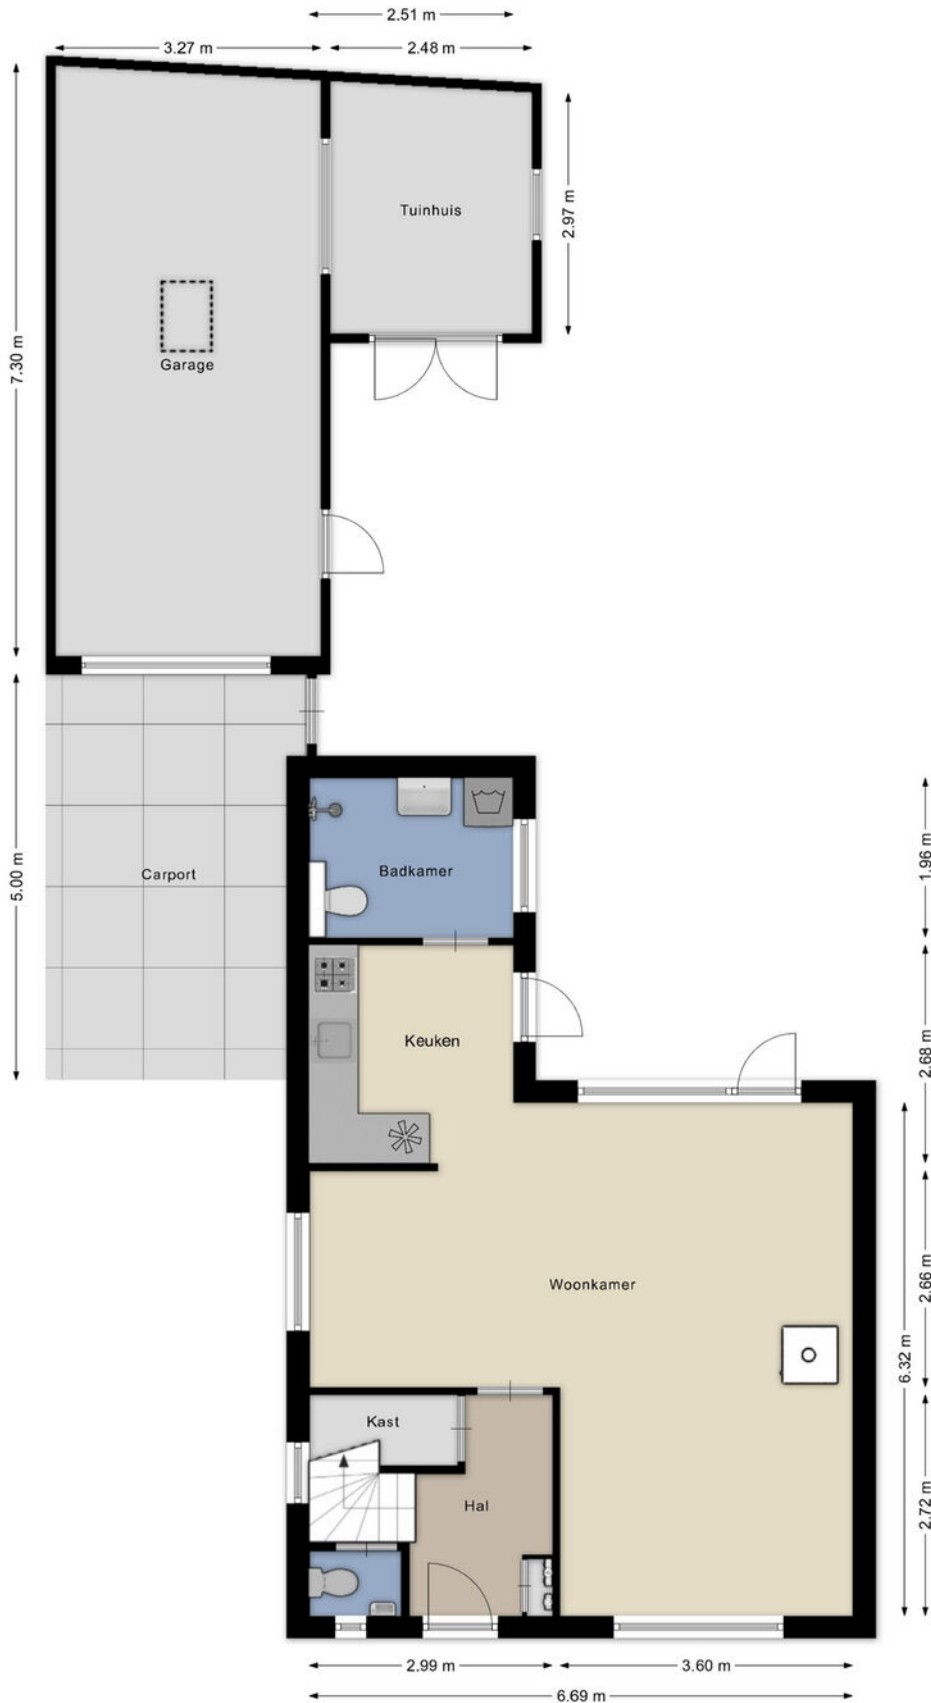 2.51 m
3.27 m
2.48 m
Tuinhuis
2.97 m
7.30 m
Garage
5.00 m
Carport
Badkamer
1.96 m
Keuken
2.68 m
Woonkamer
2.66 m
6.32 m
Kast
Hal
2.72 m
2.99 m
3.60 m
6.69 m